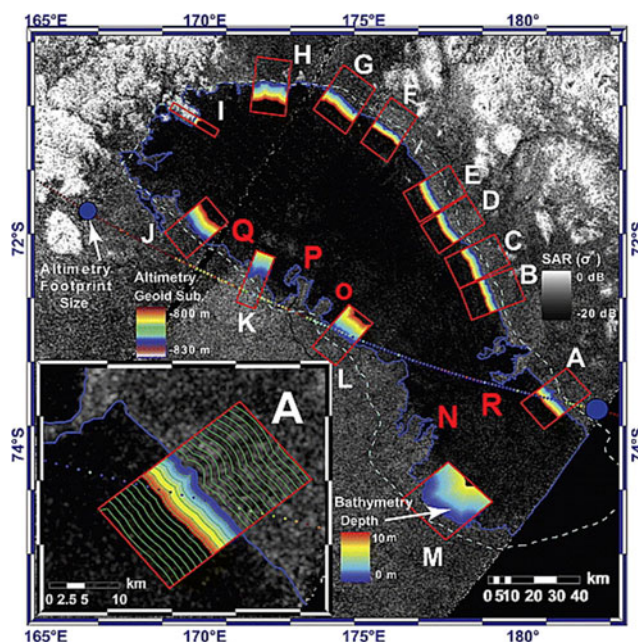 165°E
170°E
175°E
180°E
H
G
F
I
E
D
72°S
J
Q
P
C
SAR (σ°)
0 dB
-20 dB
B
Altimetry
Footprint
Size
Altimetry
Geoid Sub.
-800 m
-830 m
K
O
L
A
A
R
N
74°S
Bathymetry
Depth
10m
0 m
M
km
0 2.5 5 10
km
0 5 10 20 30 40
72°S
74°S
165°E
170°E
175°E
180°E